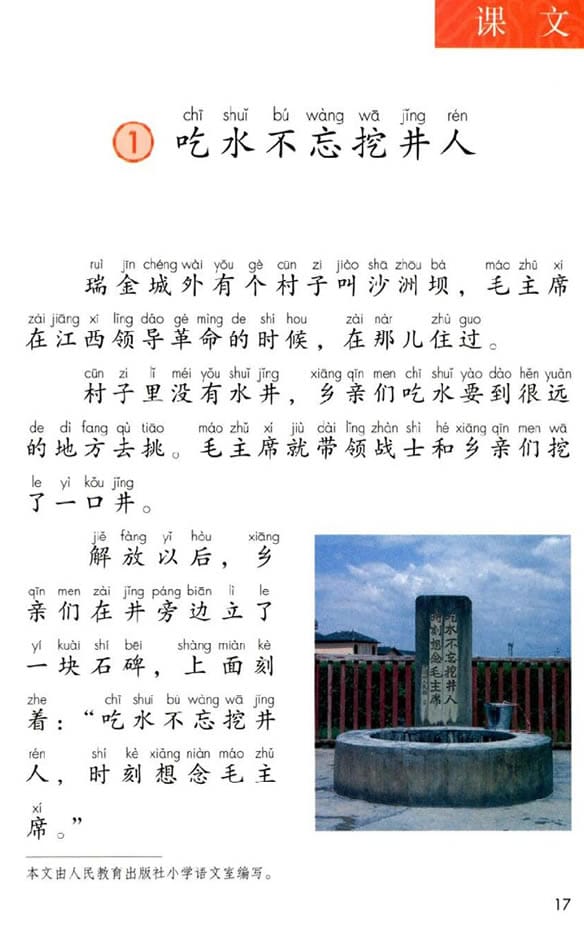 课文
chī shuǐ bú wàng wā jǐng rén
1 吃水不忘挖井人
ruì jīn chéng wài yǒu gè cūn zi jiào shā zhōu bà máo zhǔ xí
瑞金城外有个村子叫沙洲坝，毛主席
zài jiāng xī lǐng dǎo gé mìng de shí hou zài nàr zhù guo
在江西领导革命的时候，在那儿住过。
cūn zi lǐ méi yǒu shuǐ jǐng xiāng qīn men chī shuǐ yào dào hěn yuǎn
村子里没有水井，乡亲们吃水要到很远
de dì fang qù tiāo máo zhǔ xí jiù dài lǐng zhàn shì hé xiāng qīn men wā
的地方去挑。毛主席就带领战士和乡亲们挖
le yì kǒu jǐng
了一口井。
jiě fàng yǐ hòu xiāng
解放以后，乡
qīn men zài jǐng páng biān lì le
亲们在井旁边立了
yí kuài shí bēi shàng miàn kè
一块石碑，上面刻
zhe chī shuǐ bú wàng wā jǐng
着：“吃水不忘挖井
rén shí kè xiǎng niàn máo zhǔ
人，时刻想念毛主
xí
席。”
吃水不忘挖井人
时刻想念毛主席
本文由人民教育出版社小学语文室编写。
17